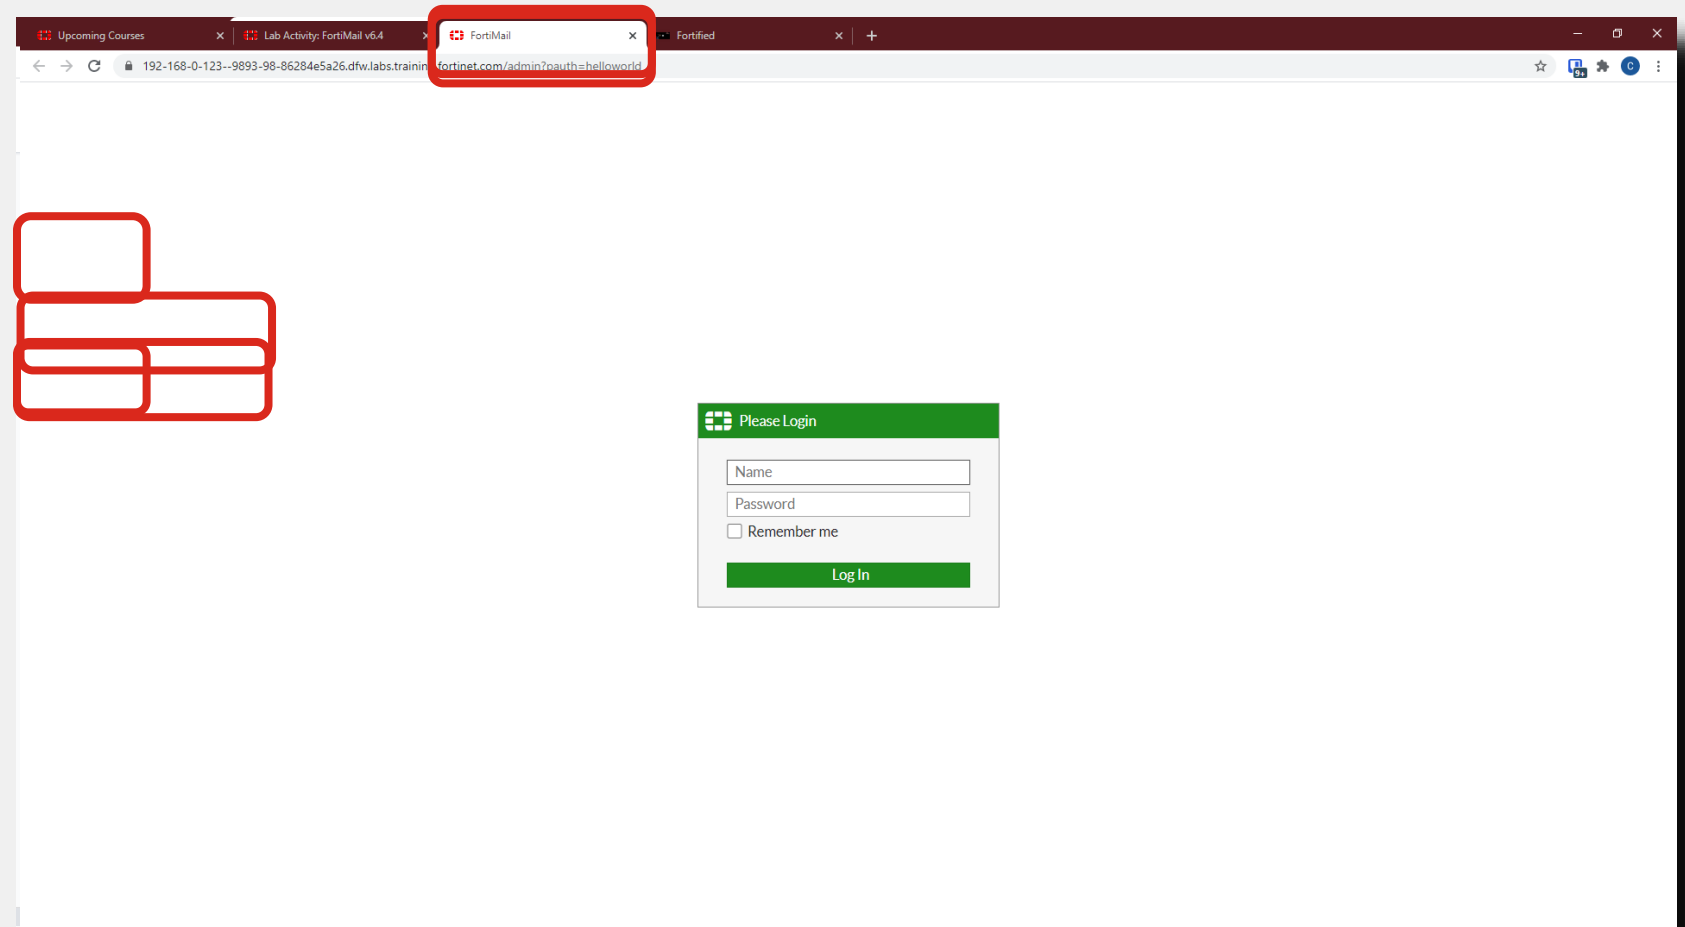 Upcoming Courses
Lab Activity: FortiMail v6.4
FortiMail
Fortified
192-168-0-123--9893-98-86284e5a26.dfw.labs.trainin
fortinet.com/admin?pauth=helloworld
9+
C
Please Login
Name
Password
Remember me
Log In